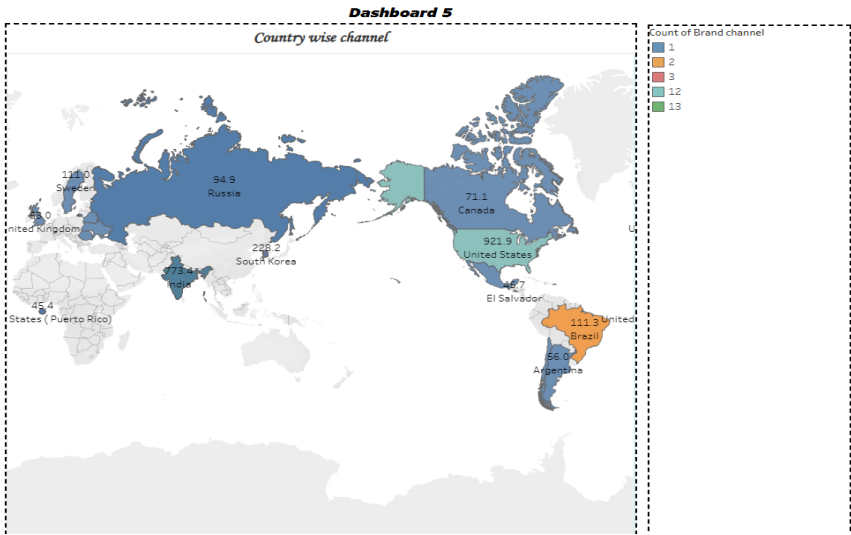 Dashboard 5
Country wise channel
Count of Brand channel
1
2
3
12
13
111.0
Sweden
94.9
Russia
71.1
Canada
63.0
nited Kingdom
U
921.9
United States
228.2
South Korea
773.4
India
45.7
El Salvador
45.4
States ( Puerto Rico)
111.3
Brazil
United
56.0
Argentina